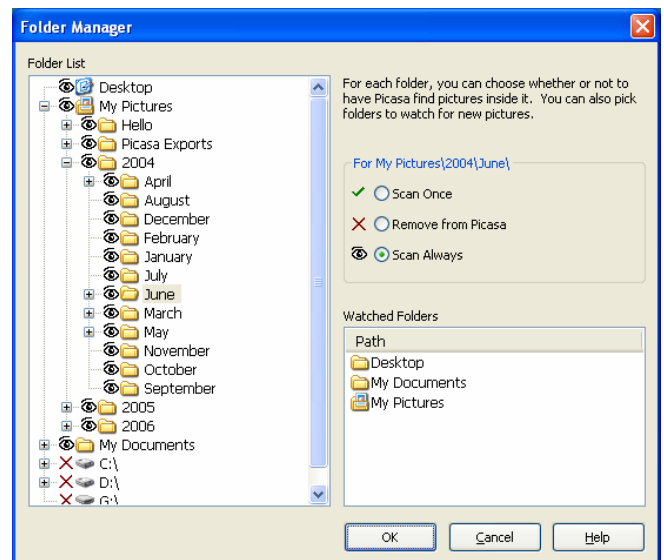 Folder Manager
Folder List
Desktop
My Pictures
Hello
Picasa Exports
2004
April
August
December
February
January
July
June
March
May
November
October
September
2005
2006
My Documents
C:\
D:\
G:\
For each folder, you can choose whether or not to
have Picasa find pictures inside it. You can also pick
folders to watch for new pictures.
For My Pictures\2004\June\
Scan Once
Remove from Picasa
Scan Always
Watched Folders
Path
Desktop
My Documents
My Pictures
OK
Cancel
Help